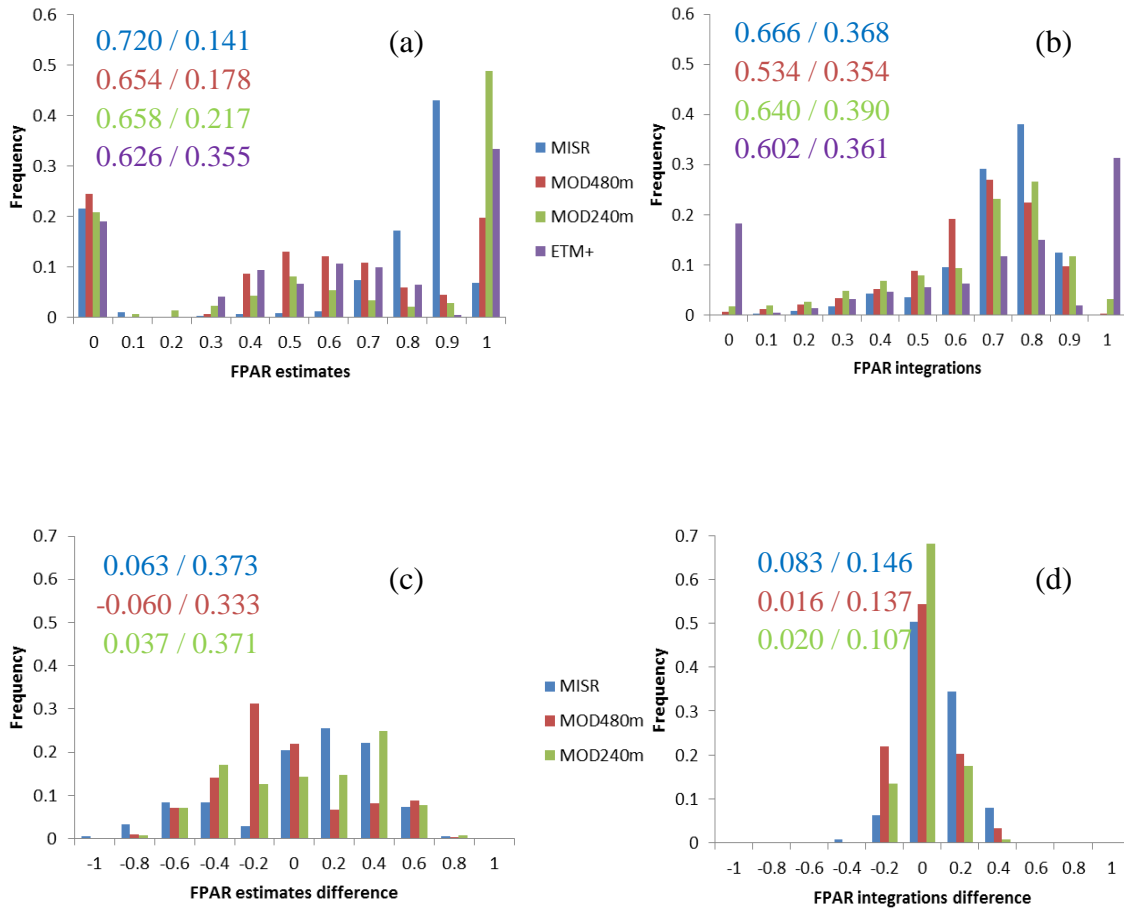 0.6
0.5
0.4
0.3
0.2
0.1
0
Frequency
0.720 / 0.141
0.654 / 0.178
0.658 / 0.217
0.626 / 0.355
(a)
0 0.1 0.2 0.3 0.4 0.5 0.6 0.7 0.8 0.9 1
FPAR estimates
MISR
MOD480m
MOD240m
ETM+
0.6
0.5
0.4
0.3
0.2
0.1
0
Frequency
0.666 / 0.368
0.534 / 0.354
0.640 / 0.390
0.602 / 0.361
(b)
0 0.1 0.2 0.3 0.4 0.5 0.6 0.7 0.8 0.9 1
FPAR integrations
0.7
0.6
0.5
0.4
0.3
0.2
0.1
0
Frequency
0.063 / 0.373
-0.060 / 0.333
0.037 / 0.371
(c)
-1 -0.8 -0.6 -0.4 -0.2 0 0.2 0.4 0.6 0.8 1
FPAR estimates difference
MISR
MOD480m
MOD240m
0.7
0.6
0.5
0.4
0.3
0.2
0.1
0
Frequency
0.083 / 0.146
0.016 / 0.137
0.020 / 0.107
(d)
-1 -0.8 -0.6 -0.4 -0.2 0 0.2 0.4 0.6 0.8 1
FPAR integrations difference